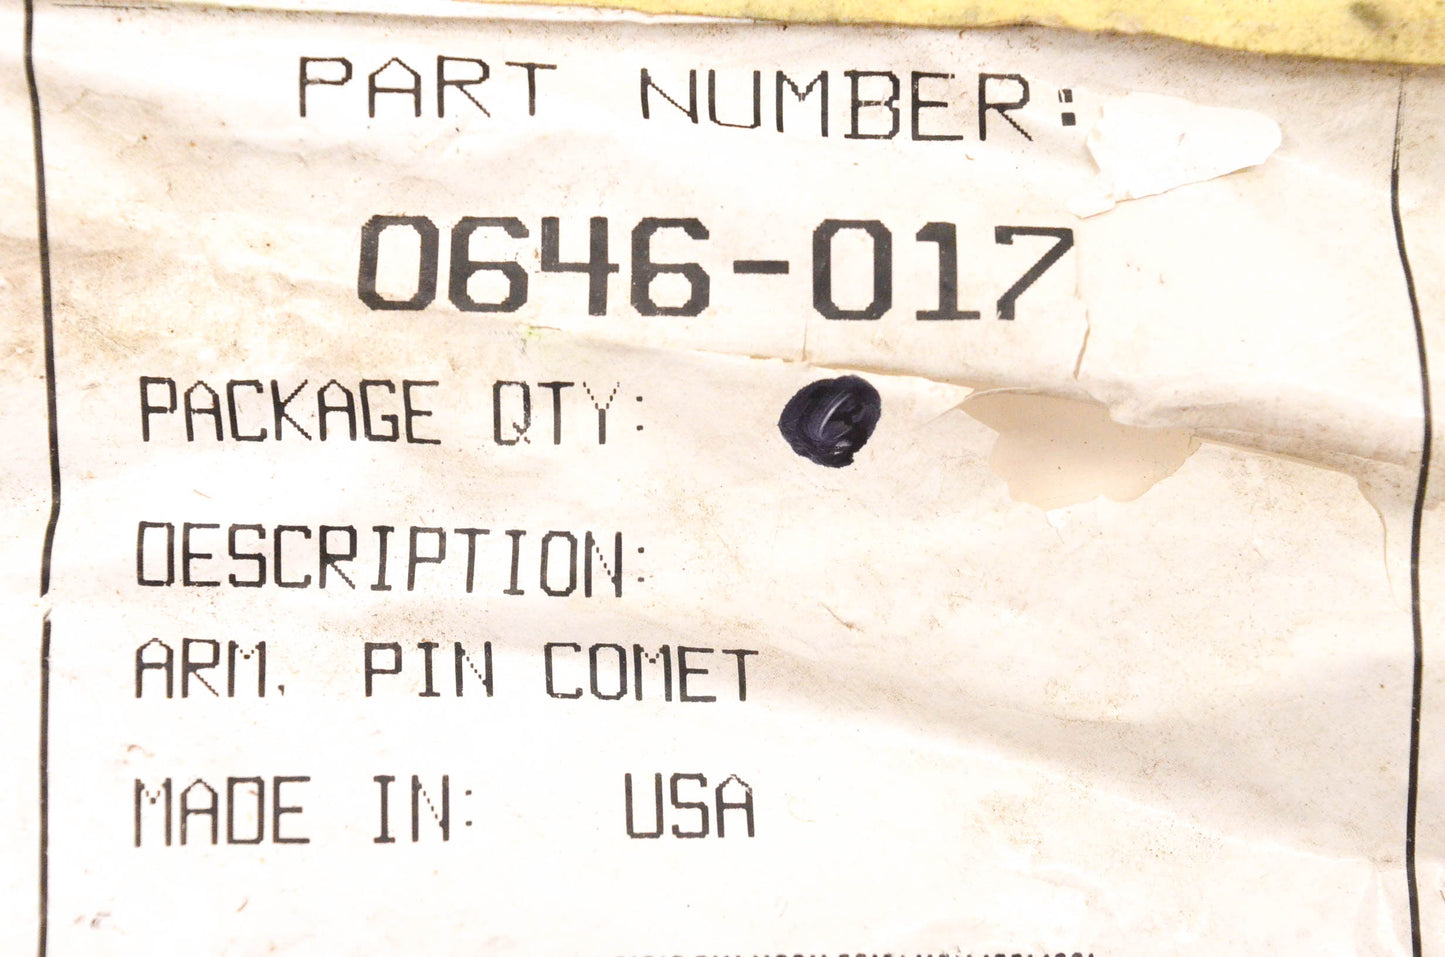 PART NUMBER:
0646-017
PACKAGE QTY:
DESCRIPTION:
ARM, PIN COMET
MADE IN: USA